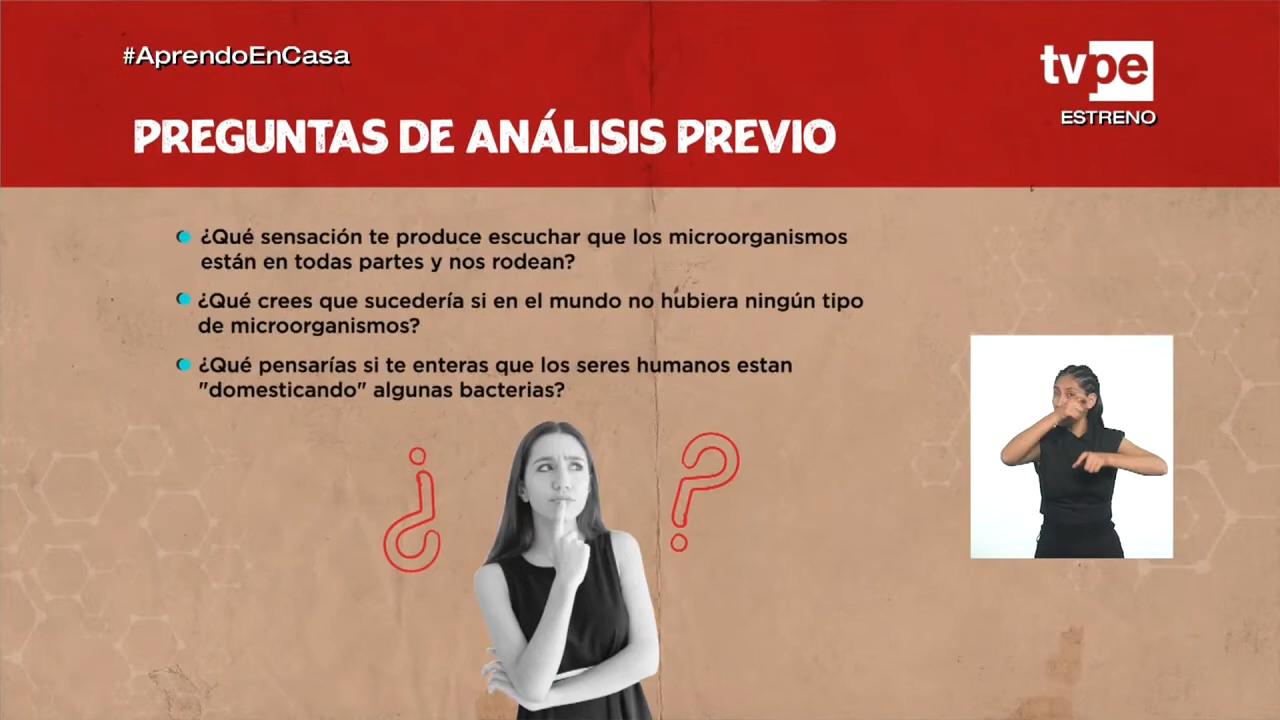 #AprendoEnCasa
tvpe
ESTRENO
PREGUNTAS DE ANÁLISIS PREVIO
¿Qué sensación te produce escuchar que los microorganismos
están en todas partes y nos rodean?
¿Qué crees que sucedería si en el mundo no hubiera ningún tipo
de microorganismos?
¿Qué pensarías si te enteras que los seres humanos estan
"domesticando" algunas bacterias?
¿ ?